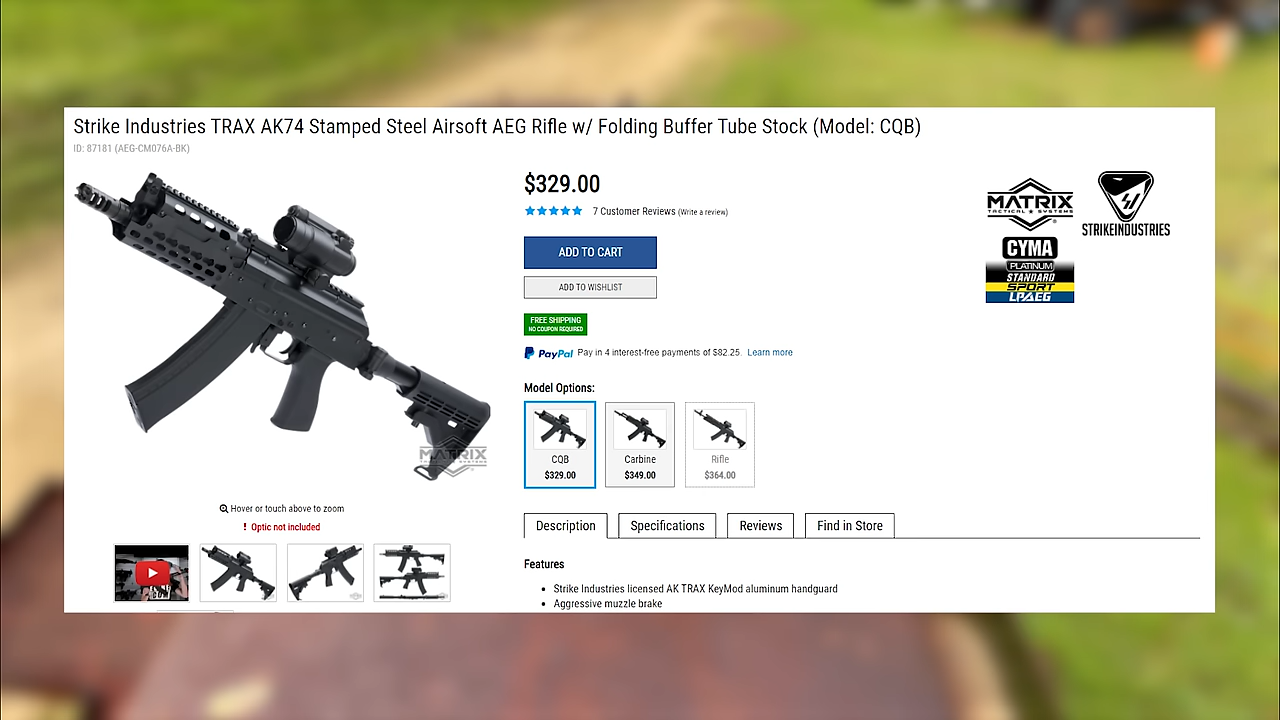 Strike Industries TRAX AK74 Stamped Steel Airsoft AEG Rifle w/ Folding Buffer Tube Stock (Model: CQB)
ID: 87181 (AEG-CM076A-BK)
$329.00
7 Customer Reviews (Write a review)
ADD TO CART
ADD TO WISHLIST
FREE SHIPPING
NO COUPON REQUIRED
PayPal Pay in 4 interest-free payments of $82.25. Learn more
Model Options:
CQB
$329.00
Carbine
$349.00
Rifle
$364.00
MATRIX
TACTICAL SYSTEMS
STRIKEINDUSTRIES
CYMA
PLATINUM
STANDARD
SPORT
LPAEG
MATRIX
TACTICAL SYSTEMS
Hover or touch above to zoom
! Optic not included
Description
Specifications
Reviews
Find in Store
Features
• Strike Industries licensed AK TRAX KeyMod aluminum handguard
• Aggressive muzzle brake